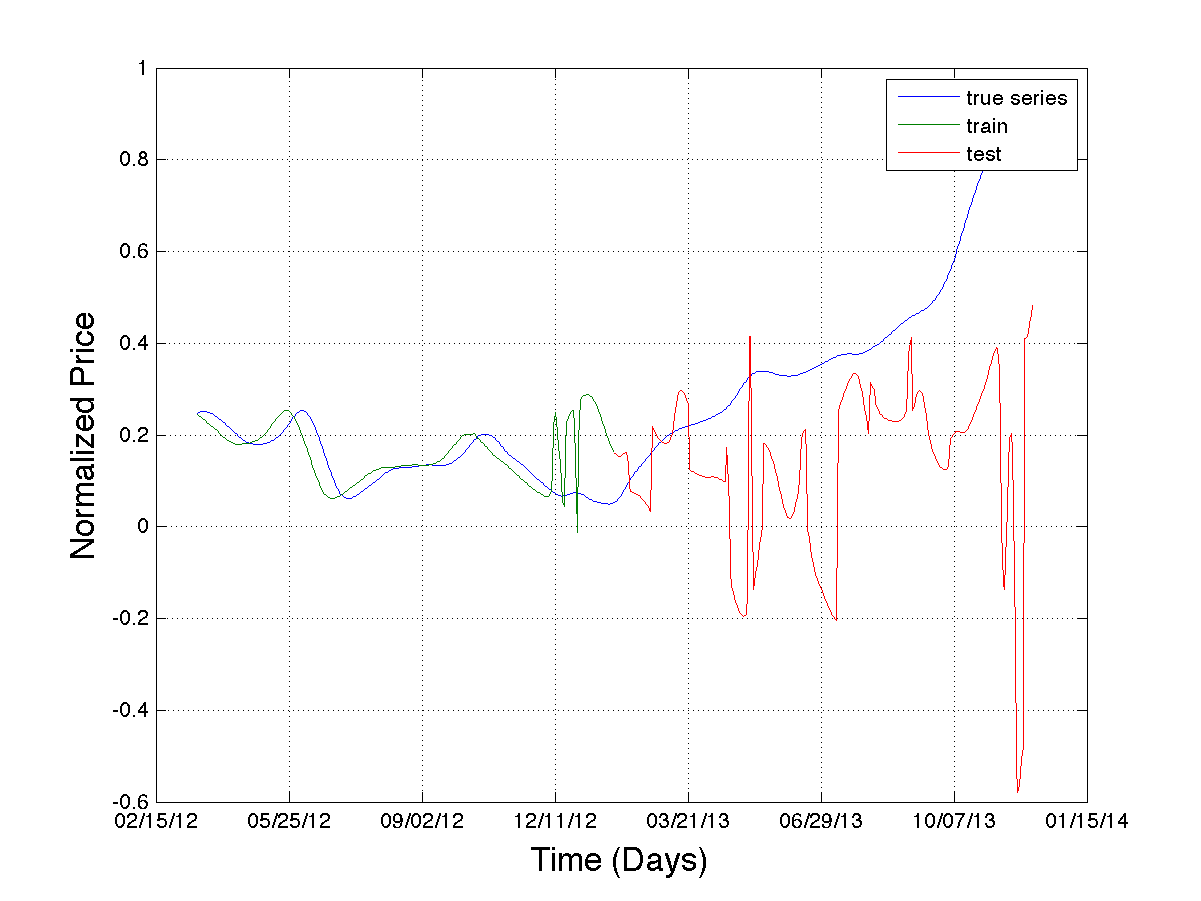 1
0.8
0.6
0.4
0.2
0
-0.2
-0.4
-0.6
Normalized Price
true series
train
test
02/15/12 05/25/12 09/02/12 12/11/12 03/21/13 06/29/13 10/07/13 01/15/14
Time (Days)